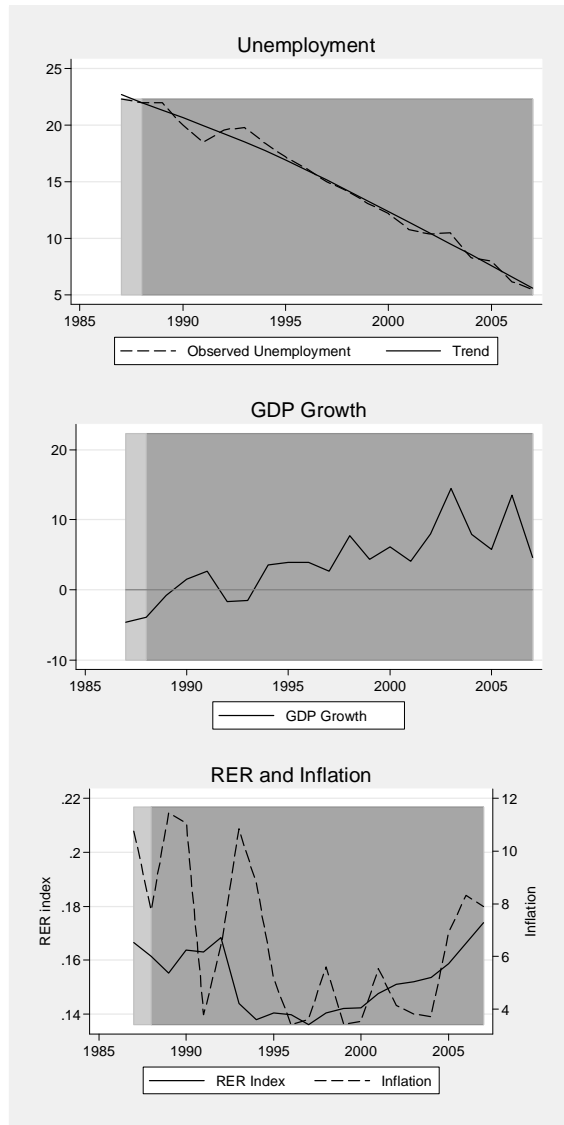 Unemployment
25
20
15
10
5
1985 1990 1995 2000 2005
Observed Unemployment Trend
GDP Growth
20
10
0
-10
1985 1990 1995 2000 2005
GDP Growth
RER and Inflation
.22 12
.2 10
.18 8
.16 6
.14 4
RER index
Inflation
1985 1990 1995 2000 2005
RER Index Inflation